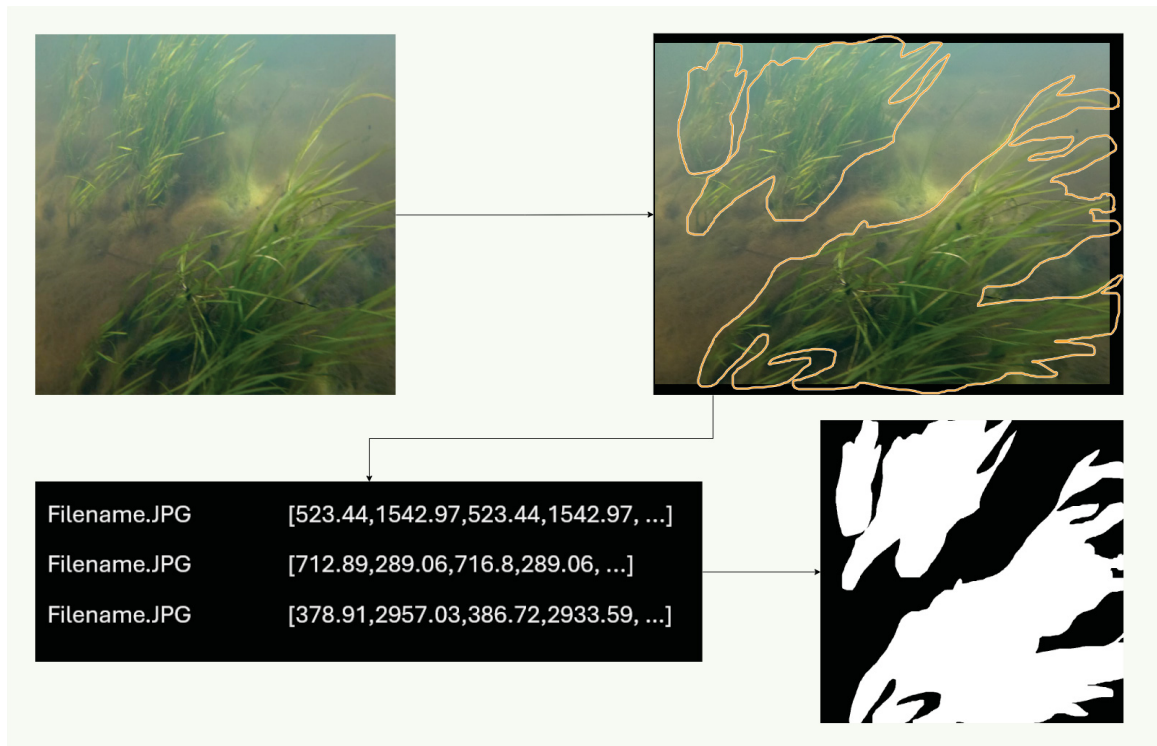 Filename.JPG [523.44,1542.97,523.44,1542.97, ...]
Filename.JPG [712.89,289.06,716.8,289.06, ...]
Filename.JPG [378.91,2957.03,386.72,2933.59, ...]